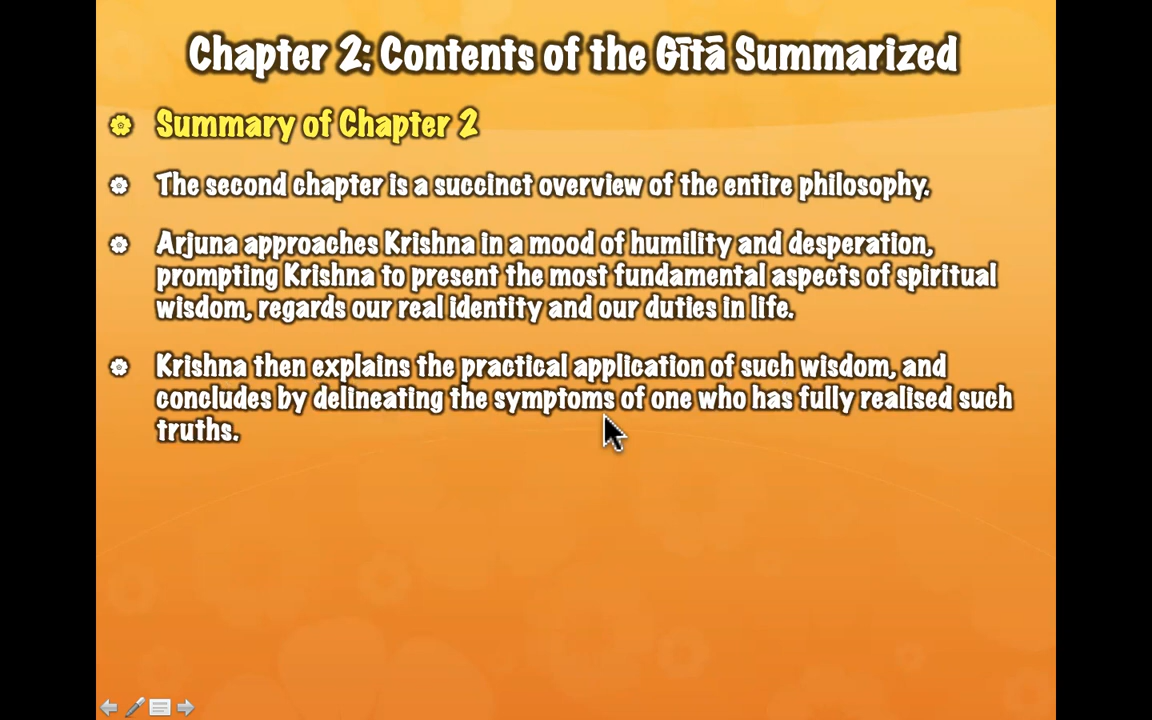 Chapter 2: Contents of the Gītā Summarized
Summary of Chapter 2
The second chapter is a succinct overview of the entire philosophy.
Arjuna approaches Krishna in a mood of humility and desperation,
prompting Krishna to present the most fundamental aspects of spiritual
wisdom, regards our real identity and our duties in life.
Krishna then explains the practical application of such wisdom, and
concludes by delineating the symptoms of one who has fully realised such
truths.